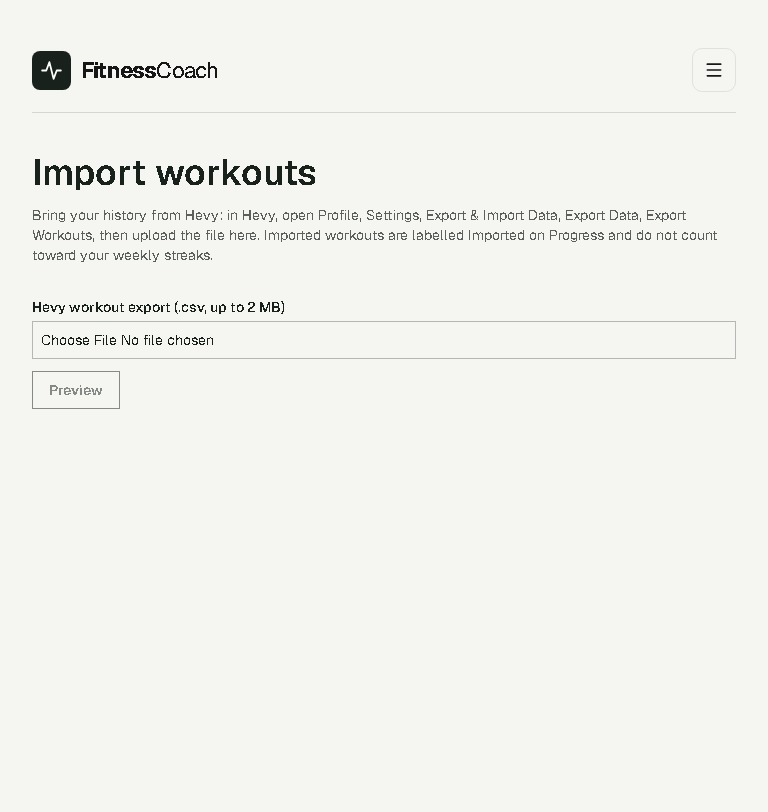 FitnessCoach
Import workouts
Bring your history from Hevy: in Hevy, open Profile, Settings, Export & Import Data, Export Data, Export
Workouts, then upload the file here. Imported workouts are labelled Imported on Progress and do not count
toward your weekly streaks.
Hevy workout export (.csv, up to 2 MB)
Choose File No file chosen
Preview